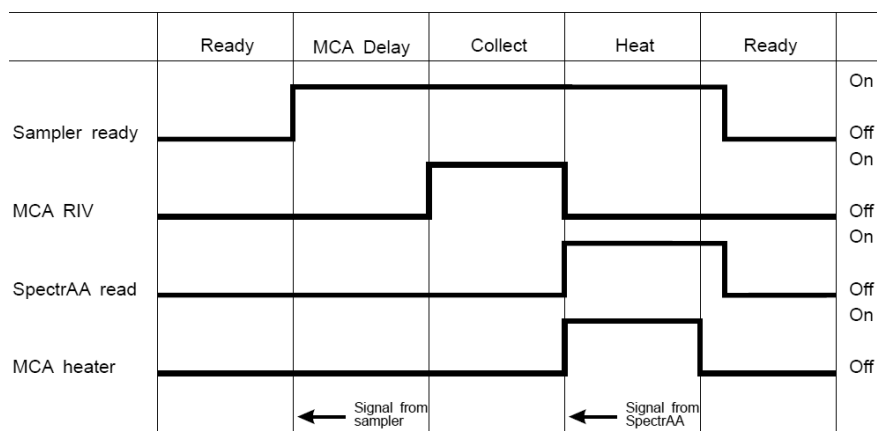 Ready MCA Delay Collect Heat Ready
On
Sampler ready Off
On
MCA RIV Off
On
SpectrAA read Off
On
MCA heater Off
Signal from
sampler
Signal from
SpectrAA